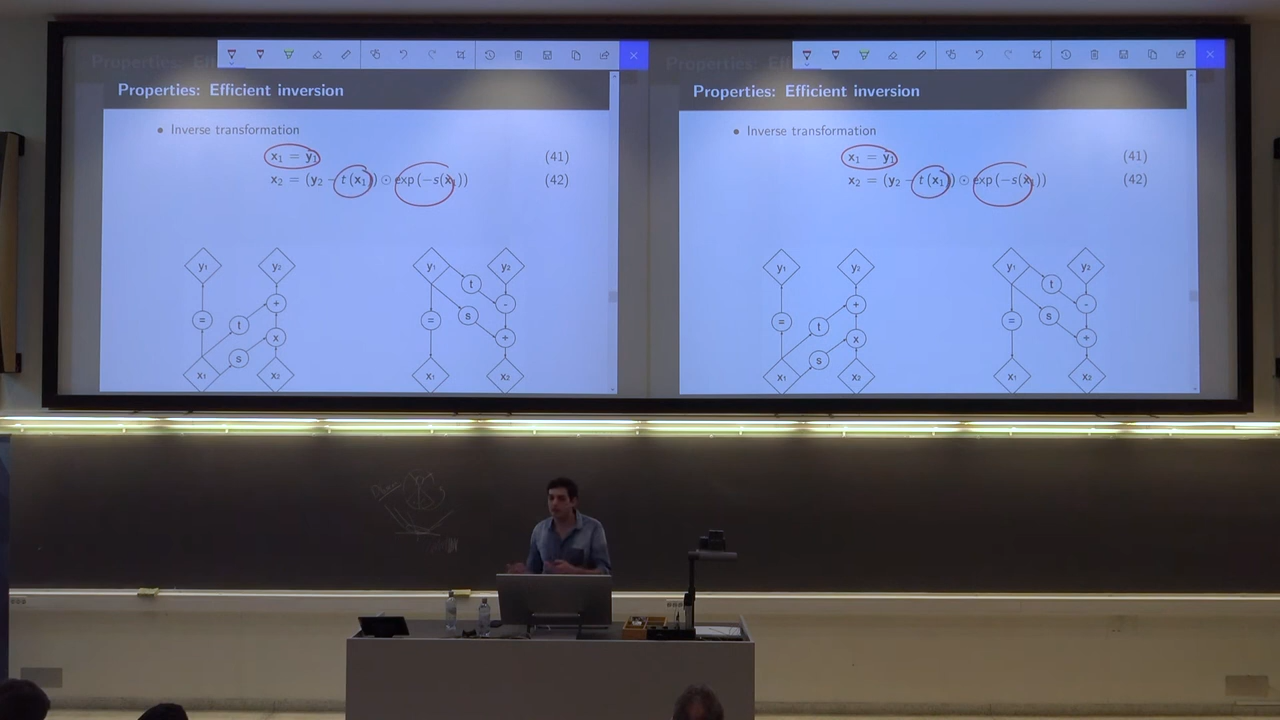 Properties: Efficient inversion
• Inverse transformation
x₁ = y₁ (41)
x₂ = (y₂ − t(x₁)) ⊙ exp(−s(x₁)) (42)
y₁ y₂ y₁ y₂
t -
+ s
= t = +
x
s
x₁ x₂ x₁ x₂
Properties: Efficient inversion
• Inverse transformation
x₁ = y₁ (41)
x₂ = (y₂ − t(x₁)) ⊙ exp(−s(x₁)) (42)
y₁ y₂ y₁ y₂
t -
+ s
= t = +
x
s
x₁ x₂ x₁ x₂